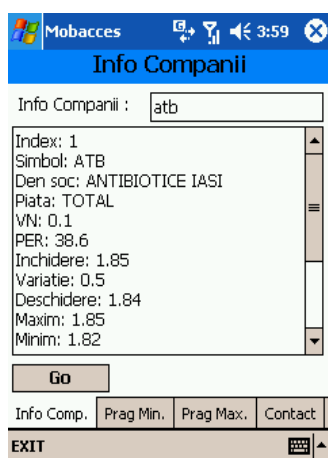 Mobacces 3:59
Info Companii
Info Companii : atb
Index: 1
Simbol: ATB
Den soc: ANTIBIOTICE IASI
Piata: TOTAL
VN: 0.1
PER: 38.6
Inchidere: 1.85
Variatie: 0.5
Deschidere: 1.84
Maxim: 1.85
Minim: 1.82
Go
Info Comp. Prag Min. Prag Max. Contact
EXIT